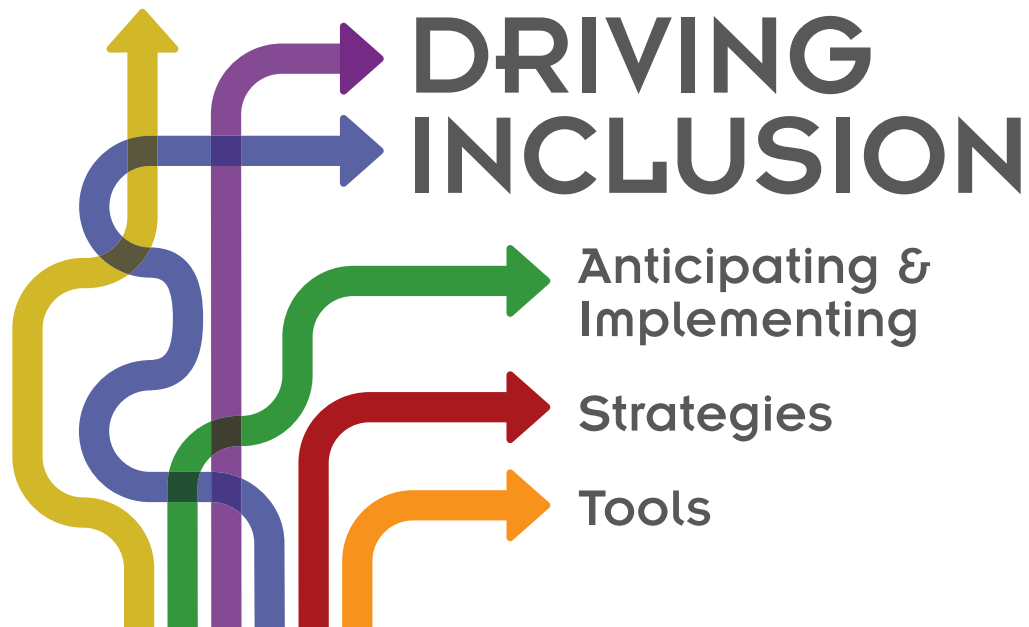 DRIVING
INCLUSION
Anticipating &
Implementing
Strategies
Tools